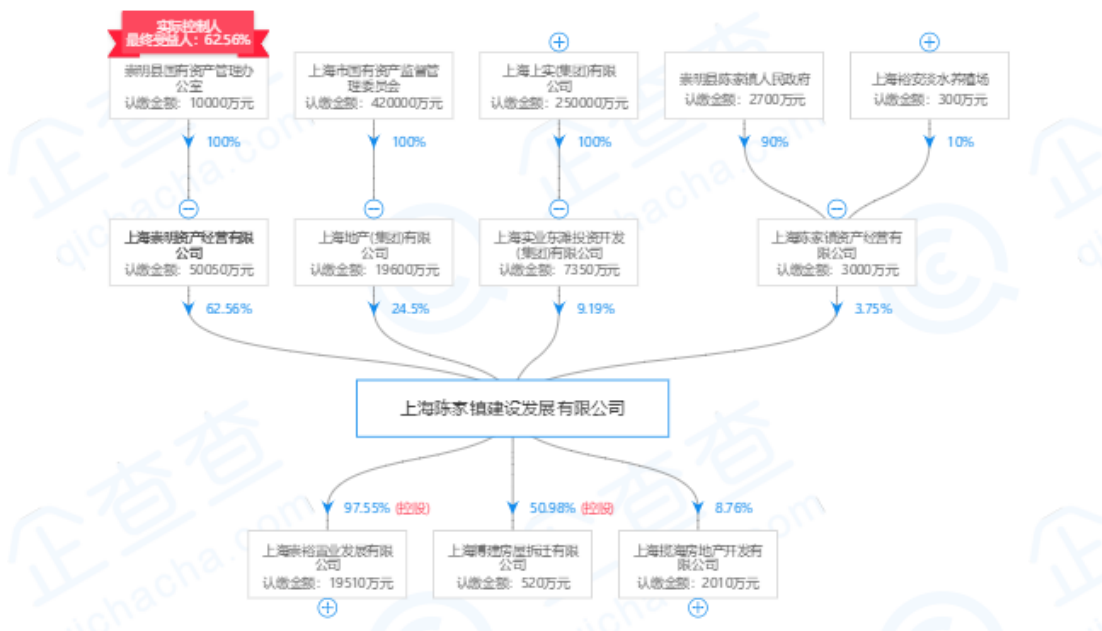 实际控制人
最终受益人：62.56%
崇明县国有资产管理办
公室
认缴金额：10000万元
上海市国有资产监督管
理委员会
认缴金额：420000万元
上海上实(集团)有限
公司
认缴金额：250000万元
崇明县陈家镇人民政府
认缴金额：2700万元
上海裕安淡水养殖场
认缴金额：300万元
100%
100%
100%
90%
10%
上海崇明资产经营有限
公司
认缴金额：50050万元
上海地产(集团)有限
公司
认缴金额：19600万元
上海实业东滩投资开发
(集团)有限公司
认缴金额：7350万元
上海陈家镇资产经营有
限公司
认缴金额：3000万元
62.56%
24.5%
9.19%
3.75%
上海陈家镇建设发展有限公司
97.55% (控股)
50.98% (控股)
8.76%
上海崇裕置业发展有限
公司
认缴金额：19510万元
上海博建房屋拆迁有限
公司
认缴金额：520万元
上海揽海房地产开发有
限公司
认缴金额：2010万元
企查查
qichacha.com